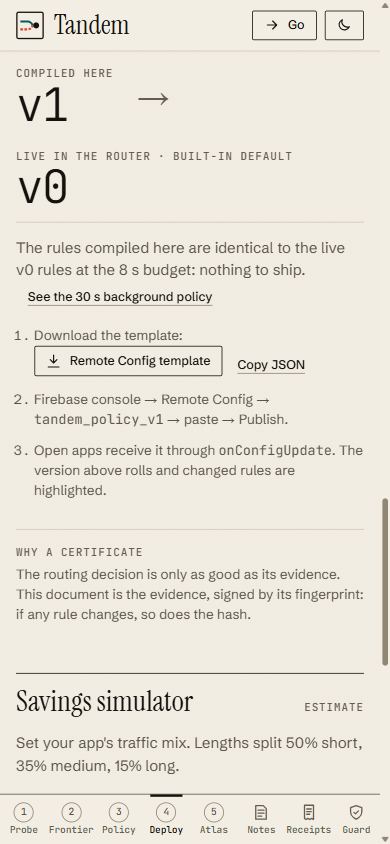 Tandem
Go
COMPILED HERE
v1 →
LIVE IN THE ROUTER · BUILT-IN DEFAULT
v0
The rules compiled here are identical to the live
v0 rules at the 8 s budget: nothing to ship.
See the 30 s background policy
1. Download the template:
Remote Config template Copy JSON
2. Firebase console → Remote Config →
tandem_policy_v1 → paste → Publish.
3. Open apps receive it through onConfigUpdate. The
version above rolls and changed rules are
highlighted.
WHY A CERTIFICATE
The routing decision is only as good as its evidence.
This document is the evidence, signed by its fingerprint:
if any rule changes, so does the hash.
Savings simulator ESTIMATE
Set your app's traffic mix. Lengths split 50% short,
35% medium, 15% long.
1 2 3 4 5
Probe Frontier Policy Deploy Atlas Notes Receipts Guard